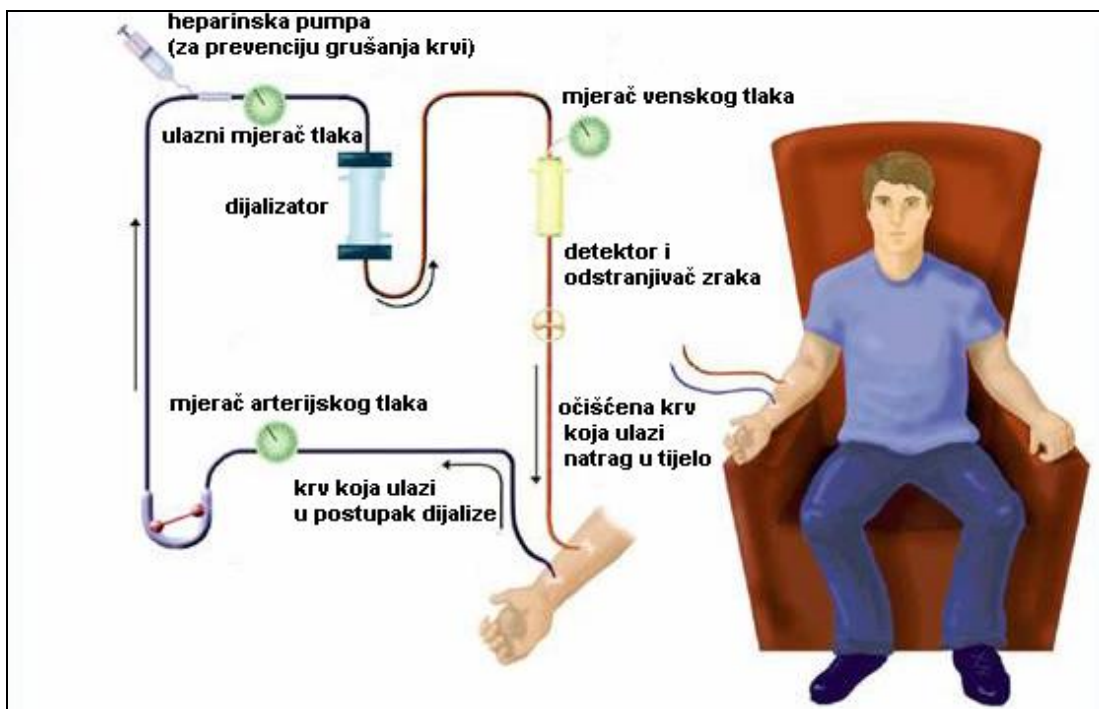 heparinska pumpa
(za prevenciju grušanja krvi)
ulazni mjerač tlaka
mjerač venskog tlaka
dijalizator
detektor i
odstranjivač zraka
mjerač arterijskog tlaka
očišćena krv
koja ulazi
natrag u tijelo
krv koja ulazi
u postupak dijalize